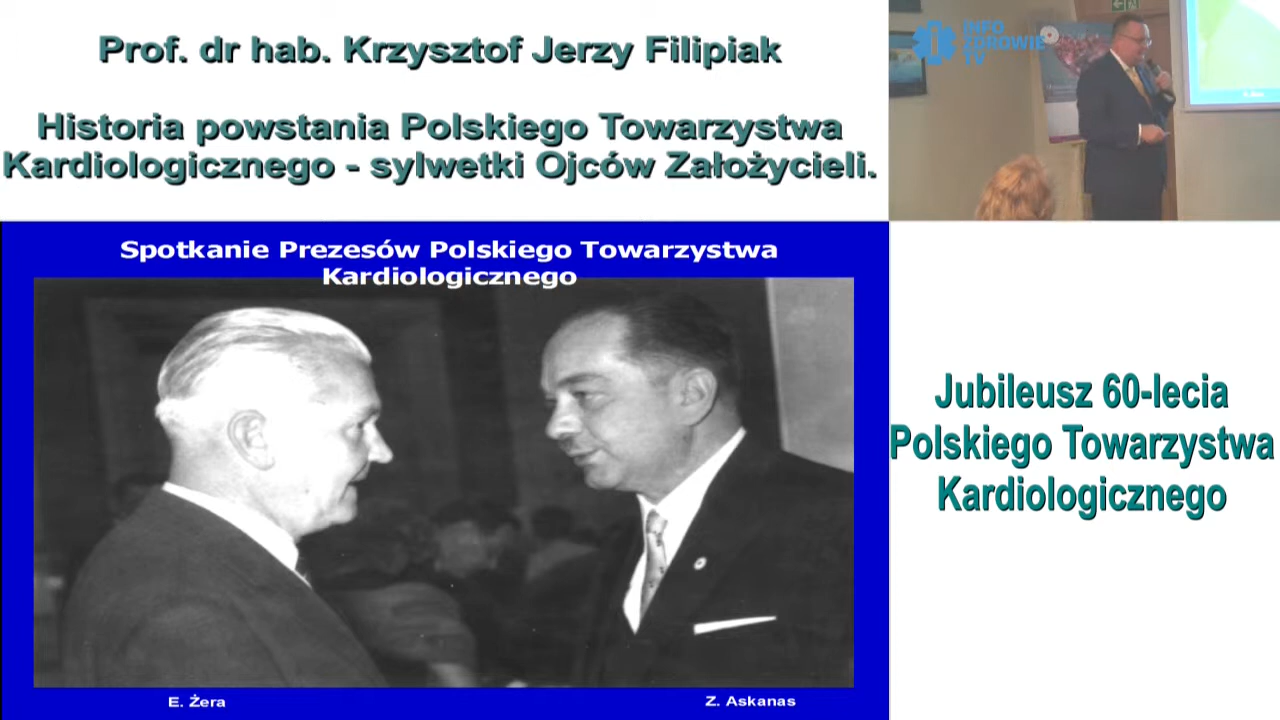 Prof. dr hab. Krzysztof Jerzy Filipiak
Historia powstania Polskiego Towarzystwa
Kardiologicznego - sylwetki Ojców Założycieli.
INFO
ZDROWIE
TV
Spotkanie Prezesów Polskiego Towarzystwa
Kardiologicznego
E. Żera
Z. Askanas
Jubileusz 60-lecia
Polskiego Towarzystwa
Kardiologicznego